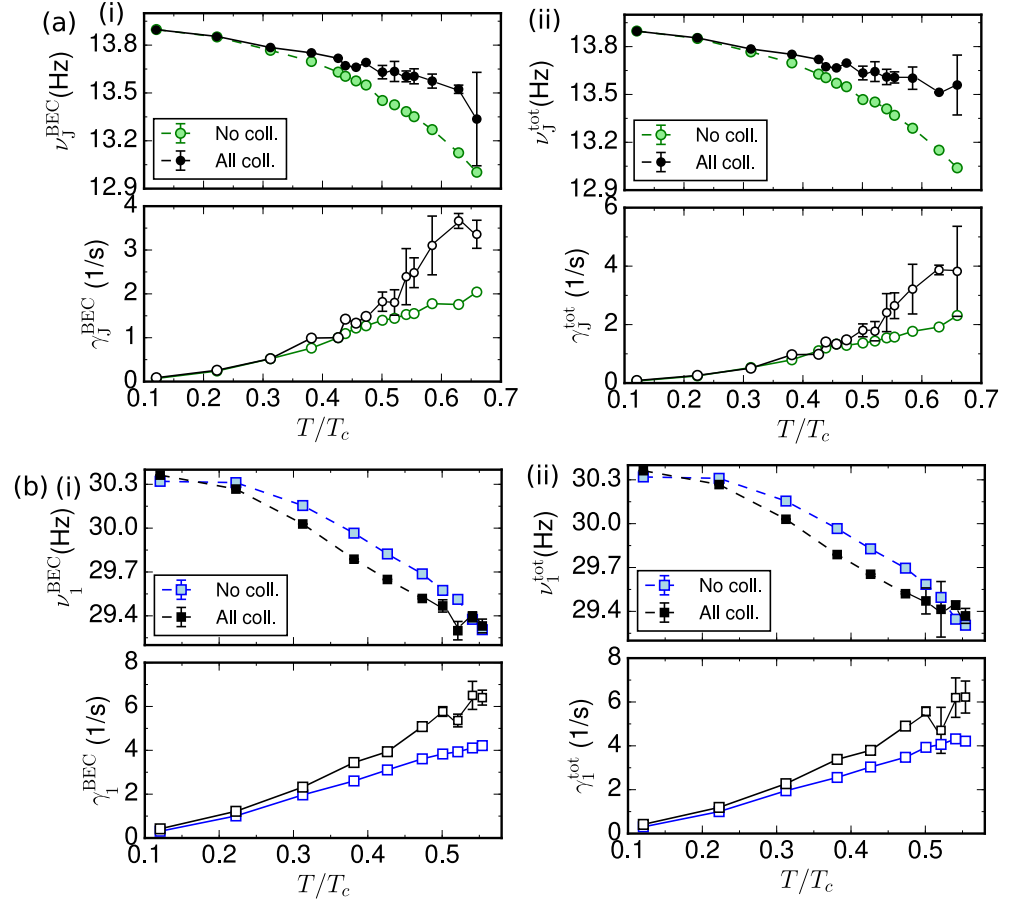 (a) (i)
13.8
13.5
13.2
12.9
ν_J^BEC (Hz)
No coll.
All coll.
4
3
2
1
0
γ_J^BEC (1/s)
0.1 0.2 0.3 0.4 0.5 0.6 0.7
T/T_c
(ii)
13.8
13.5
13.2
12.9
ν_J^tot (Hz)
No coll.
All coll.
6
4
2
0
γ_J^tot (1/s)
0.1 0.2 0.3 0.4 0.5 0.6 0.7
T/T_c
(b) (i)
30.3
30.0
29.7
29.4
ν_1^BEC (Hz)
No coll.
All coll.
8
6
4
2
0
γ_1^BEC (1/s)
0.1 0.2 0.3 0.4 0.5
T/T_c
(ii)
30.3
30.0
29.7
29.4
ν_1^tot (Hz)
No coll.
All coll.
8
6
4
2
0
γ_1^tot (1/s)
0.1 0.2 0.3 0.4 0.5
T/T_c